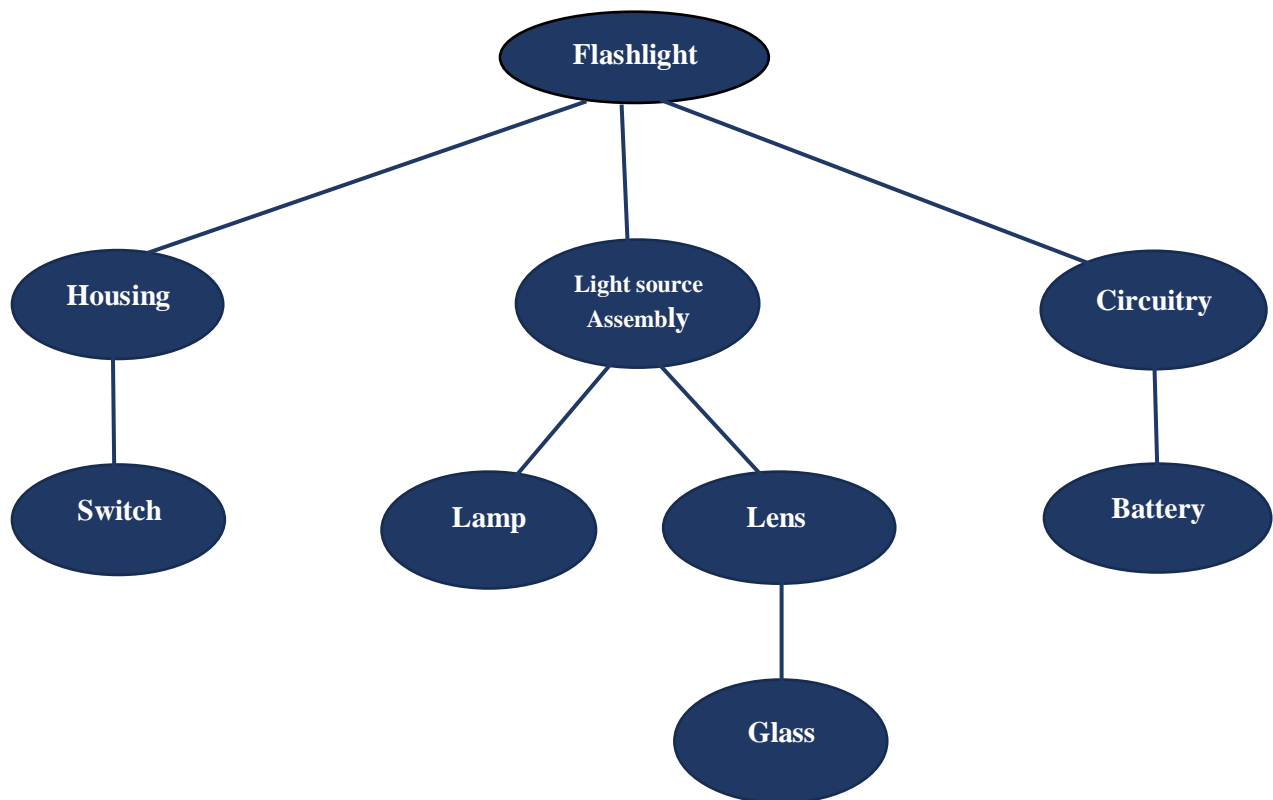 Flashlight
Housing
Light source
Assembly
Circuitry
Switch
Lamp
Lens
Battery
Glass